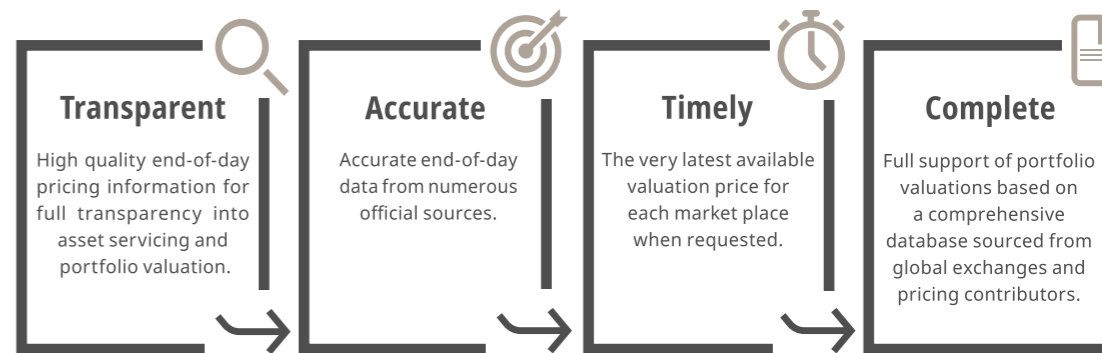 Transparent
High quality end-of-day
pricing information for
full transparency into
asset servicing and
portfolio valuation.
Accurate
Accurate end-of-day
data from numerous
official sources.
Timely
The very latest available
valuation price for
each market place
when requested.
Complete
Full support of portfolio
valuations based on
a comprehensive
database sourced from
global exchanges and
pricing contributors.